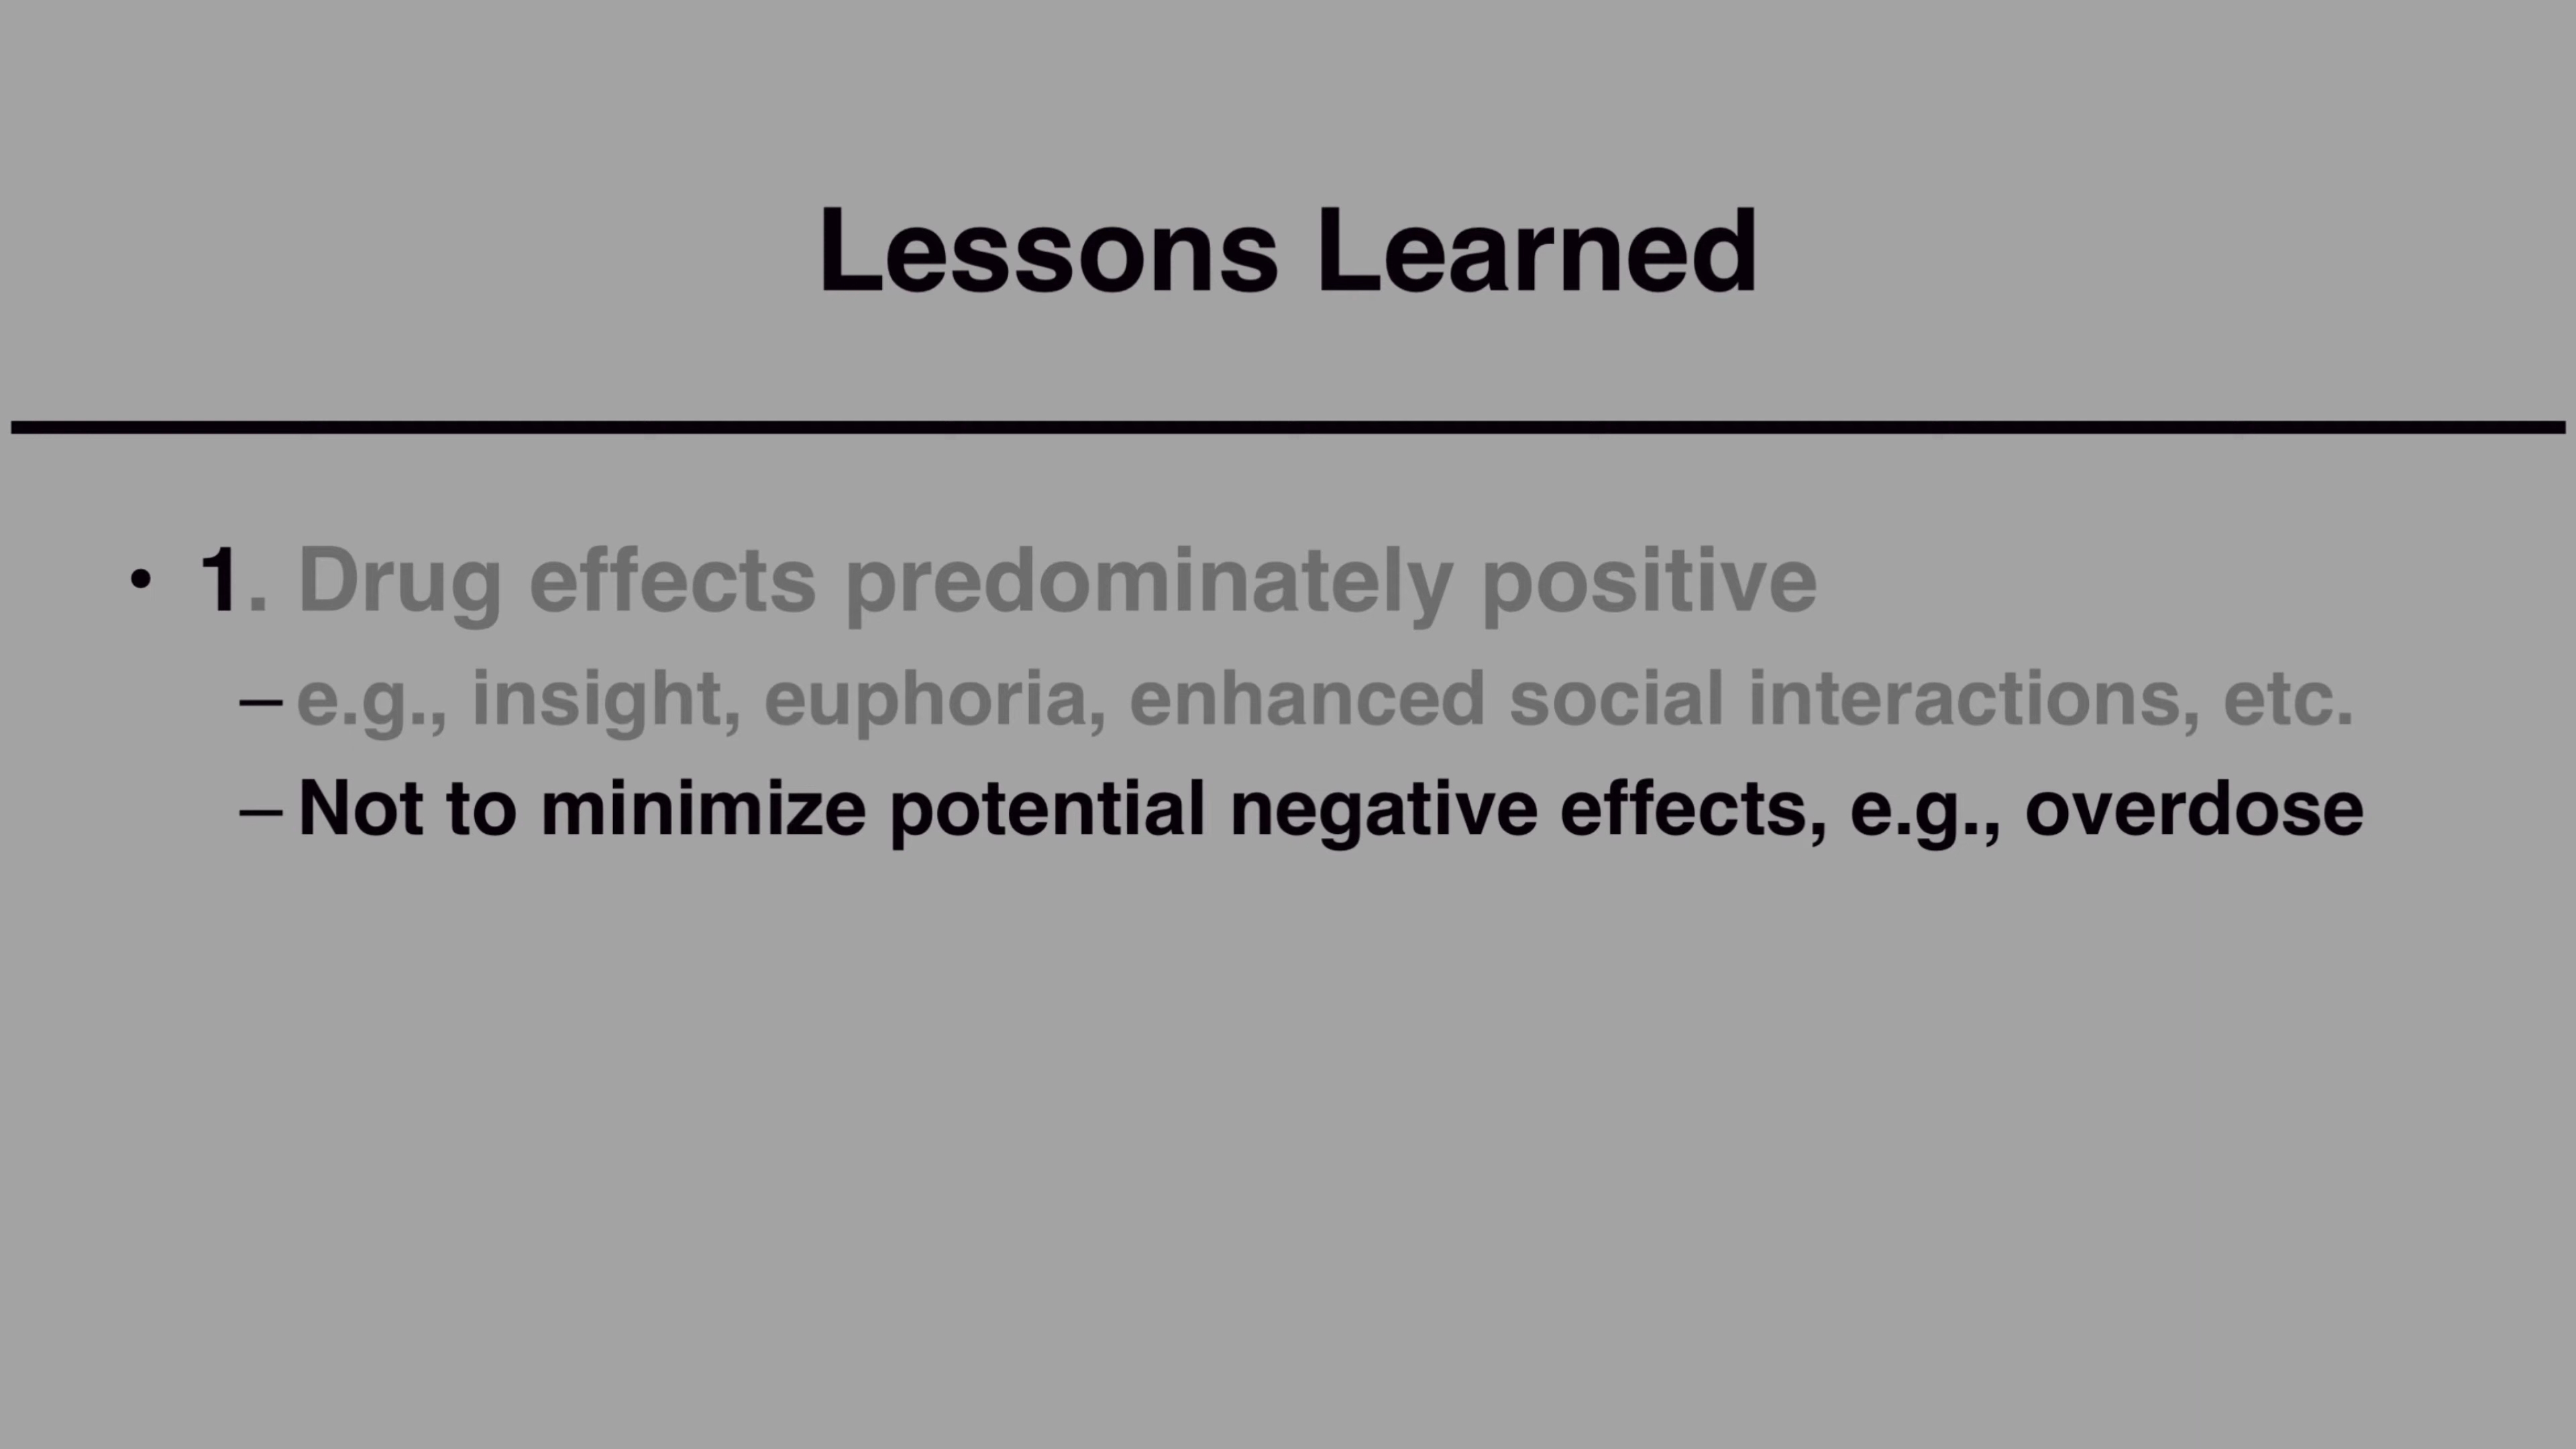 Lessons Learned
• 1. Drug effects predominately positive
– e.g., insight, euphoria, enhanced social interactions, etc.
– Not to minimize potential negative effects, e.g., overdose